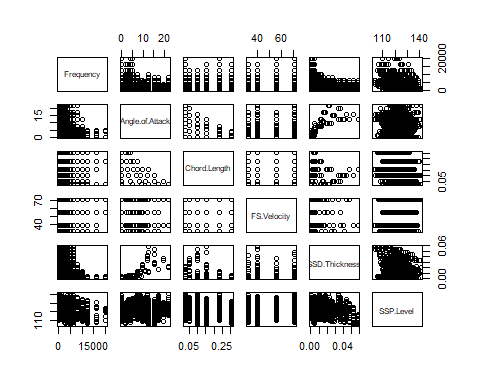 0 5 10 20
40 60
110 140
Frequency
0 20000
0 15
Angle.of.Attack
Chord.Length
0.05
40 70
FS.Velocity
SSD.Thickness
0.00 0.06
110
SSP.Level
0 15000
0.05 0.25
0.00 0.04